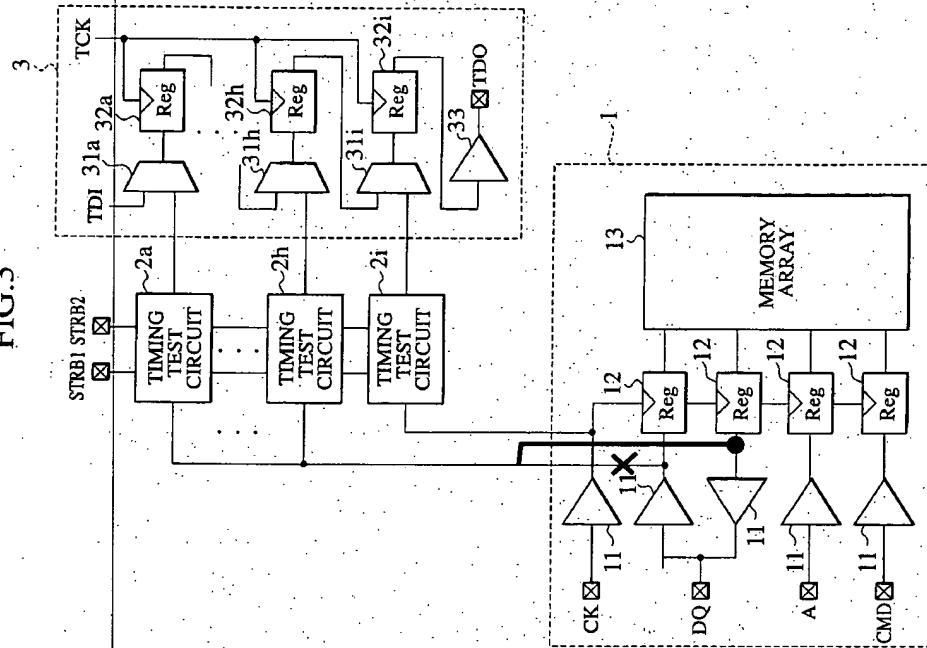 FIG.3
3
TCK
32a
Reg
31a
TDI
32h
Reg
31h
32i
Reg
31i
33
TDO
STRB1 STRB2
2a
TIMING
TEST
CIRCUIT
2h
TIMING
TEST
CIRCUIT
2i
TIMING
TEST
CIRCUIT
1
13
MEMORY
ARRAY
12
Reg
12
Reg
12
Reg
12
Reg
11
11
11
11
11
CK
DQ
A
CMD